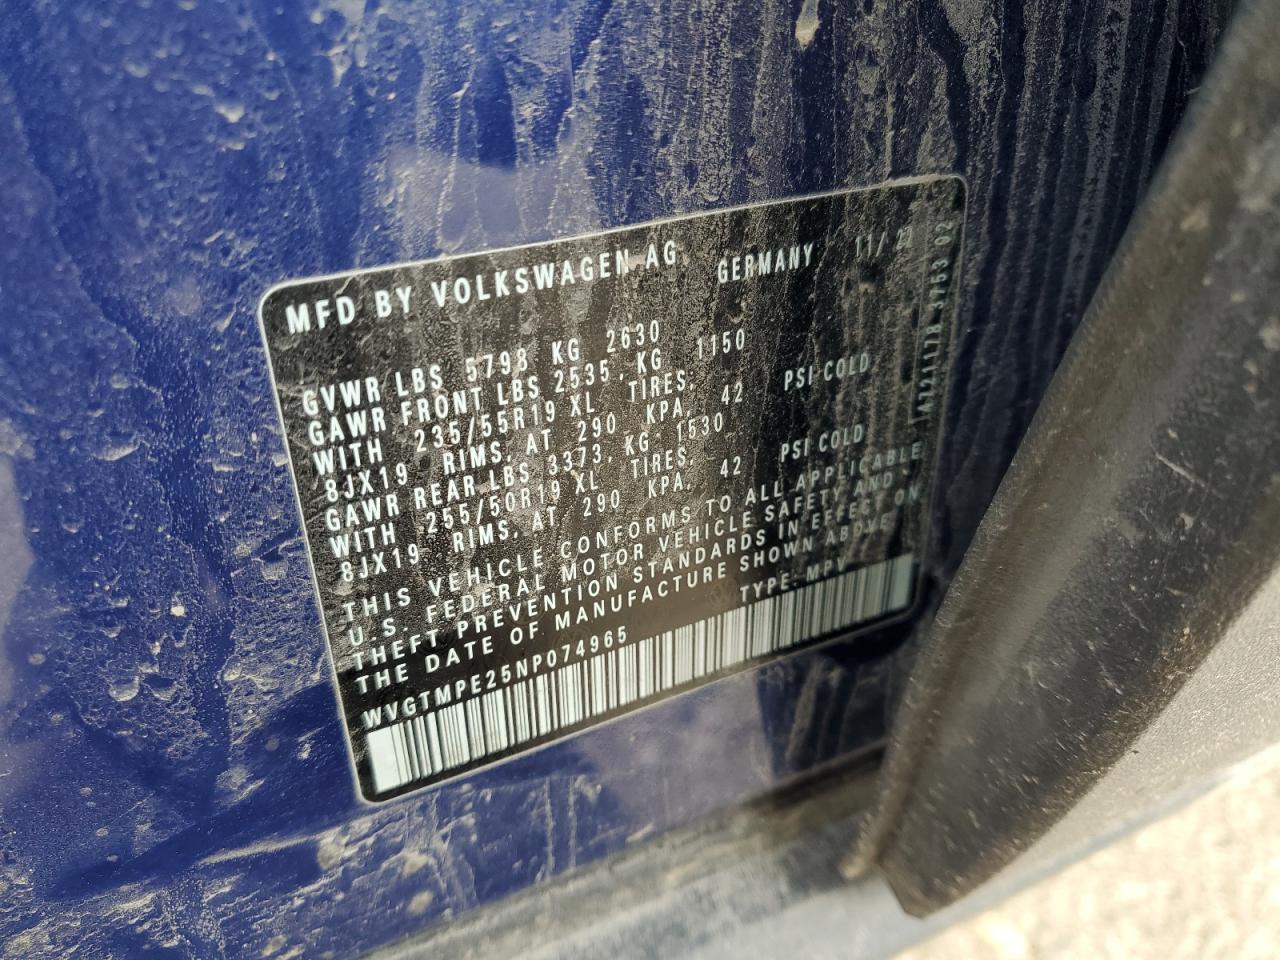 MFD BY VOLKSWAGEN AG GERMANY 11/
GVWR LBS 5798 KG 2630
GAWR FRONT LBS 2535, KG 1150
WITH 235/55R19 XL TIRES,
8JX19 RIMS, AT 290 KPA, 42 PSI COLD
GAWR REAR LBS 3373, KG 1530
WITH 255/50R19 XL TIRES,
8JX19 RIMS, AT 290 KPA, 42 PSI COLD
THIS VEHICLE CONFORMS TO ALL APPLICABLE
U.S. FEDERAL MOTOR VEHICLE SAFETY AND
THEFT PREVENTION STANDARDS IN EFFECT ON
THE DATE OF MANUFACTURE SHOWN ABOVE
WVGTMPE25NP074965 TYPE: MPV